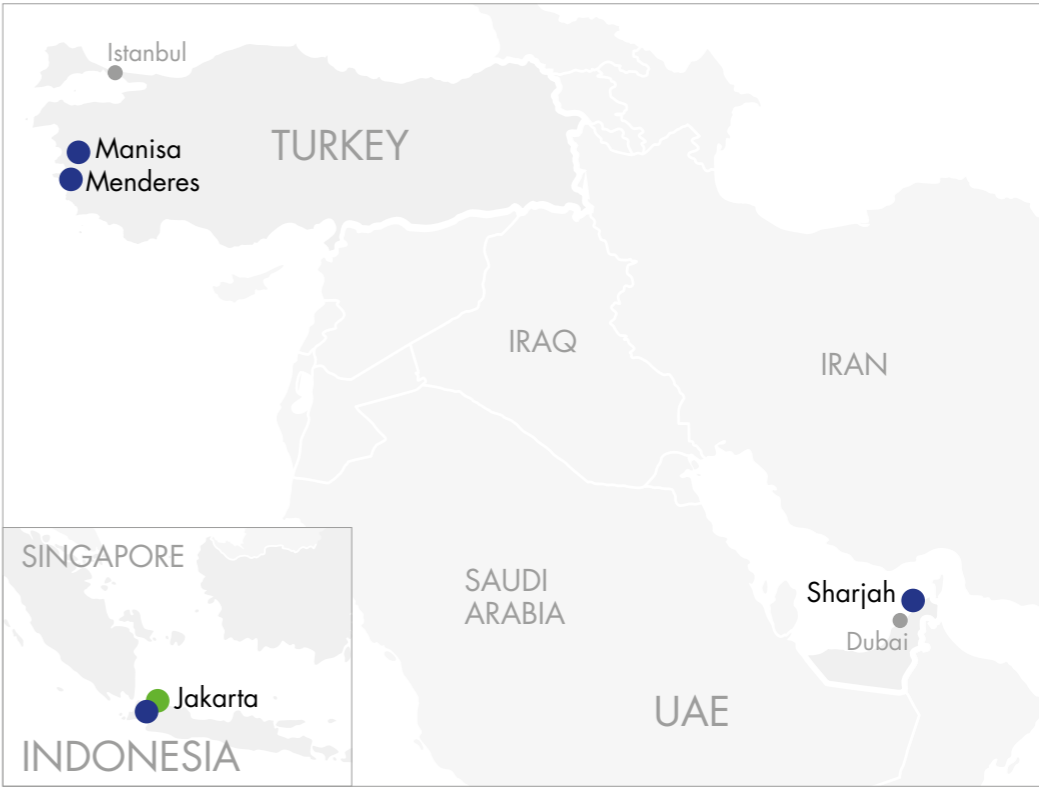 Istanbul
TURKEY
Manisa
Menderes
IRAQ
IRAN
SINGAPORE
SAUDI
ARABIA
Sharjah
Dubai
Jakarta
UAE
INDONESIA